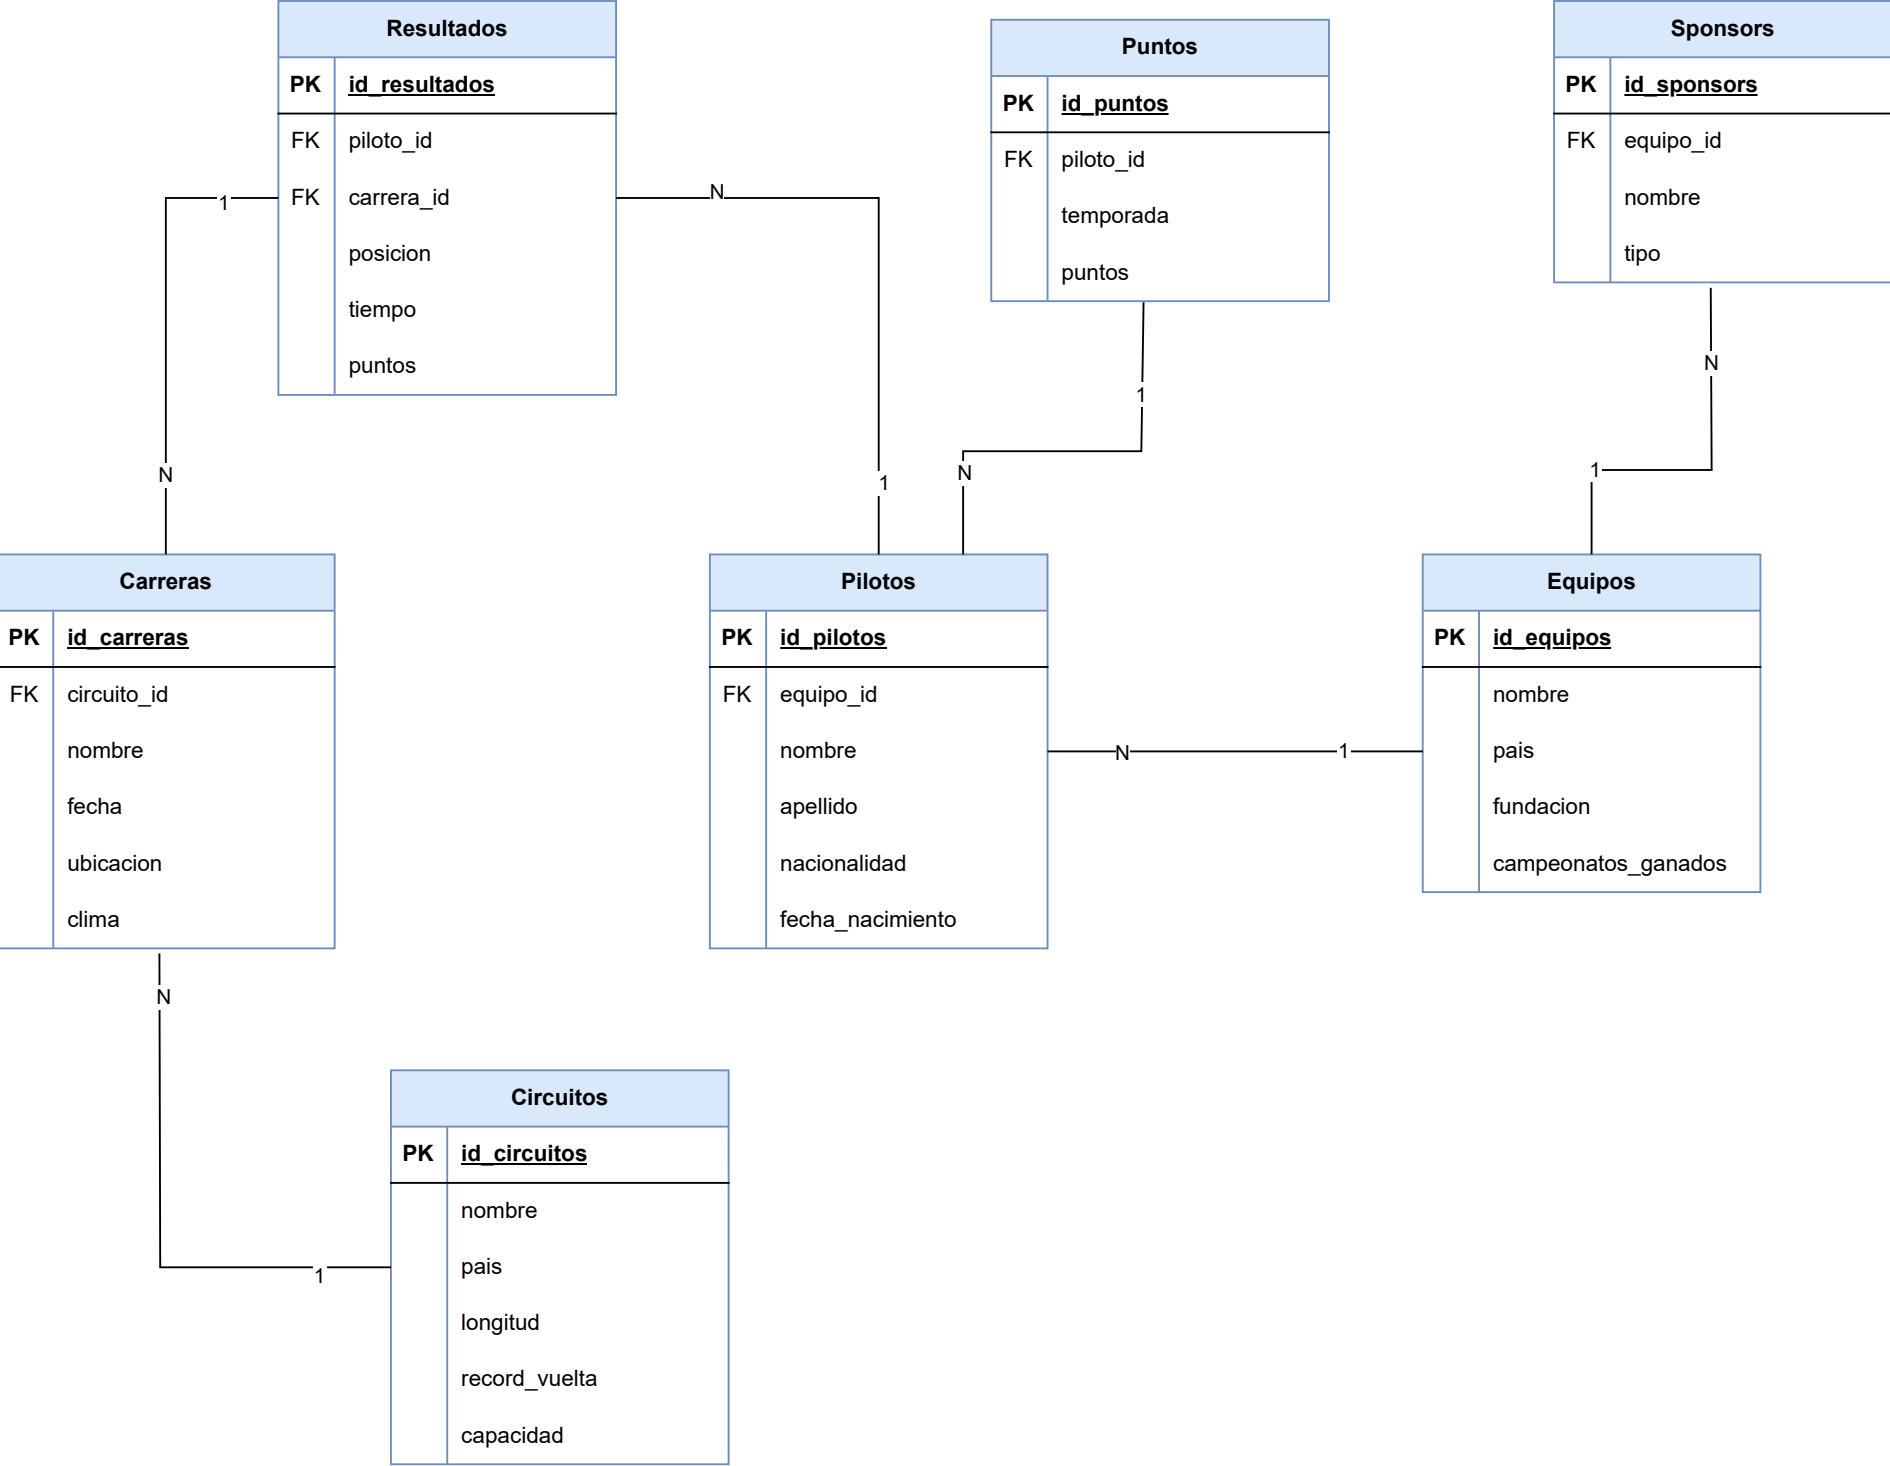 Resultados
PK id_resultados
FK piloto_id
FK carrera_id
posicion
tiempo
puntos
Puntos
PK id_puntos
FK piloto_id
temporada
puntos
Sponsors
PK id_sponsors
FK equipo_id
nombre
tipo
1
N
N
1
1
N
N
1
Carreras
PK id_carreras
FK circuito_id
nombre
fecha
ubicacion
clima
Pilotos
PK id_pilotos
FK equipo_id
nombre
apellido
nacionalidad
fecha_nacimiento
N
1
Equipos
PK id_equipos
nombre
pais
fundacion
campeonatos_ganados
N
1
Circuitos
PK id_circuitos
nombre
pais
longitud
record_vuelta
capacidad